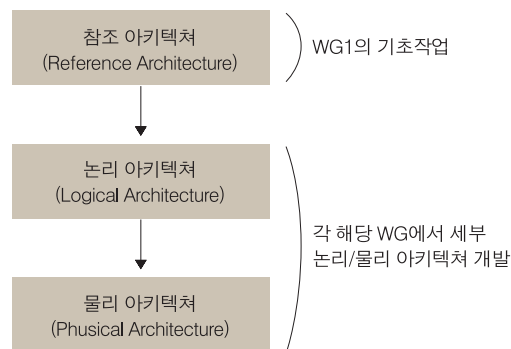 참조 아키텍쳐
(Reference Architecture)
WG1의 기초작업
논리 아키텍쳐
(Logical Architecture)
각 해당 WG에서 세부
논리/물리 아키텍쳐 개발
물리 아키텍쳐
(Phusical Architecture)